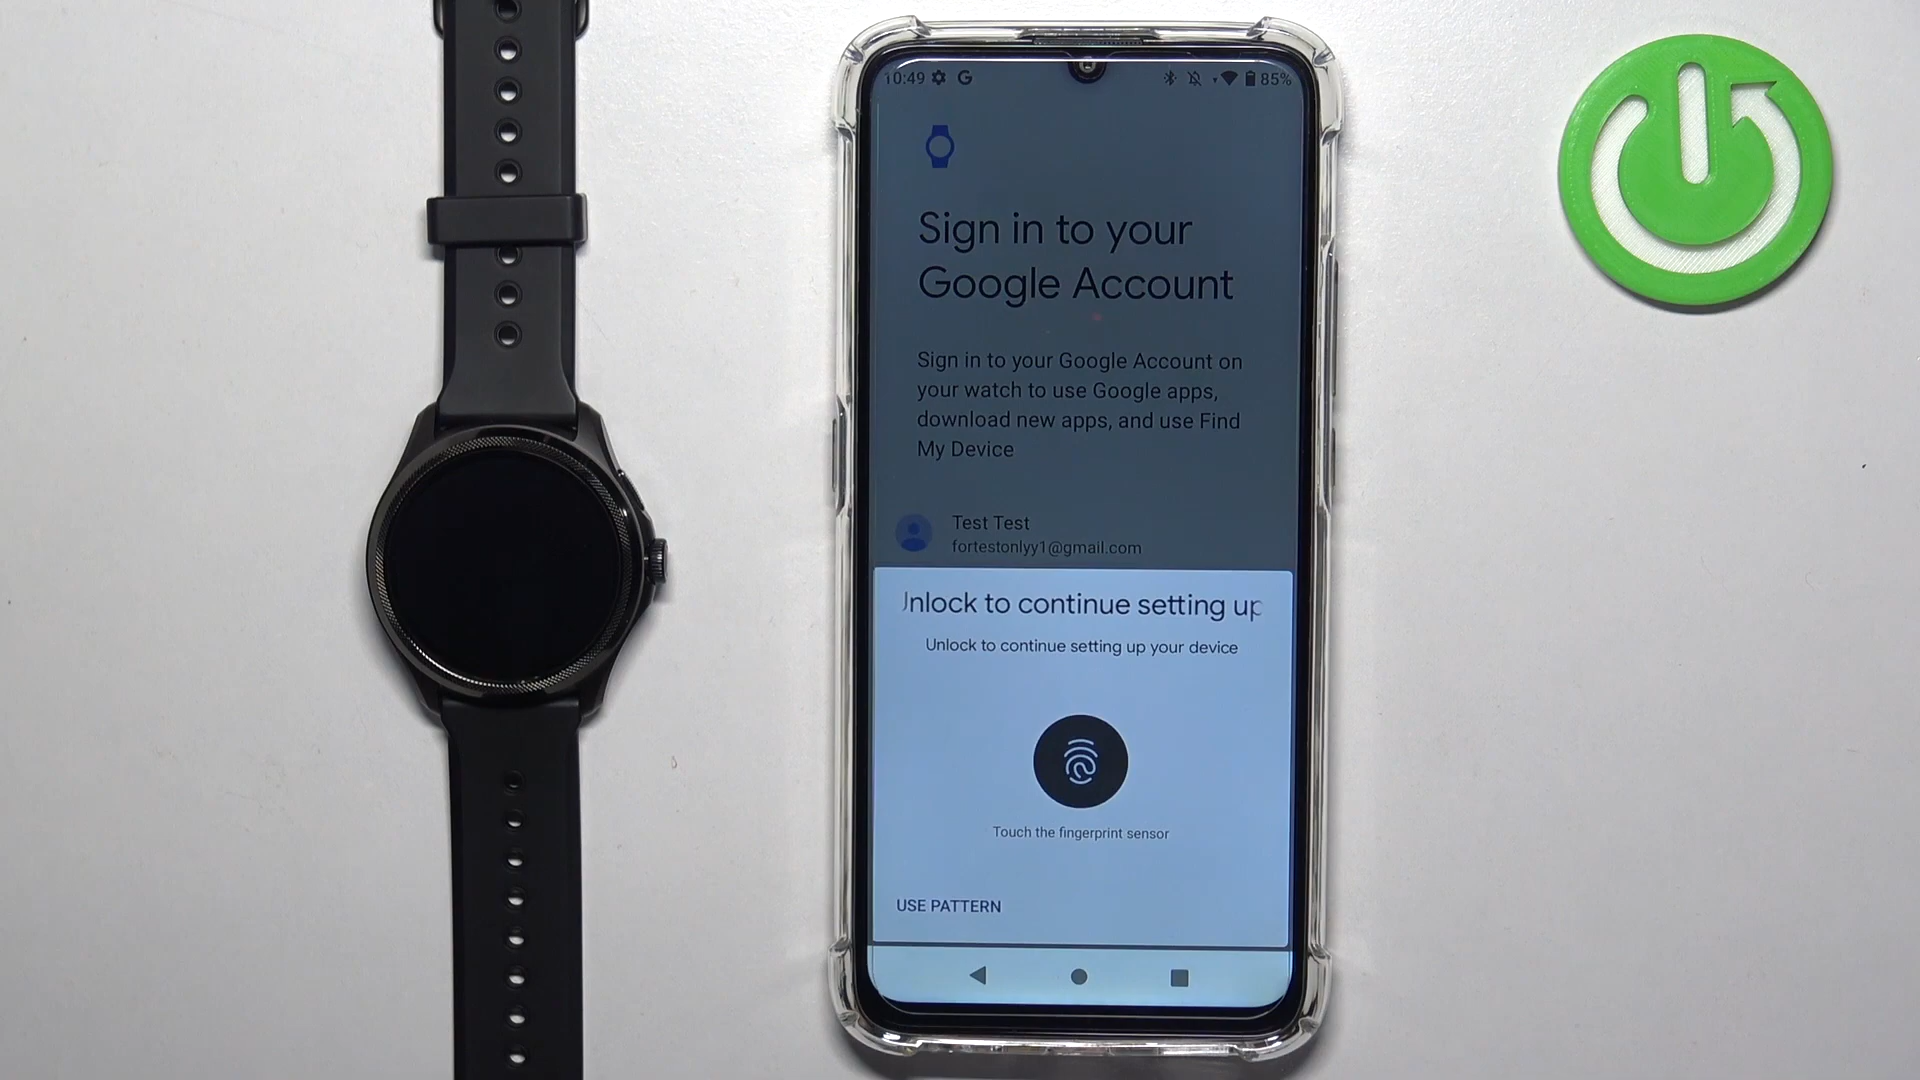 10:49 G 85%
Sign in to your
Google Account
Sign in to your Google Account on
your watch to use Google apps,
download new apps, and use Find
My Device
Test Test
fortestonlyy1@gmail.com
Unlock to continue setting up
Unlock to continue setting up your device
Touch the fingerprint sensor
USE PATTERN